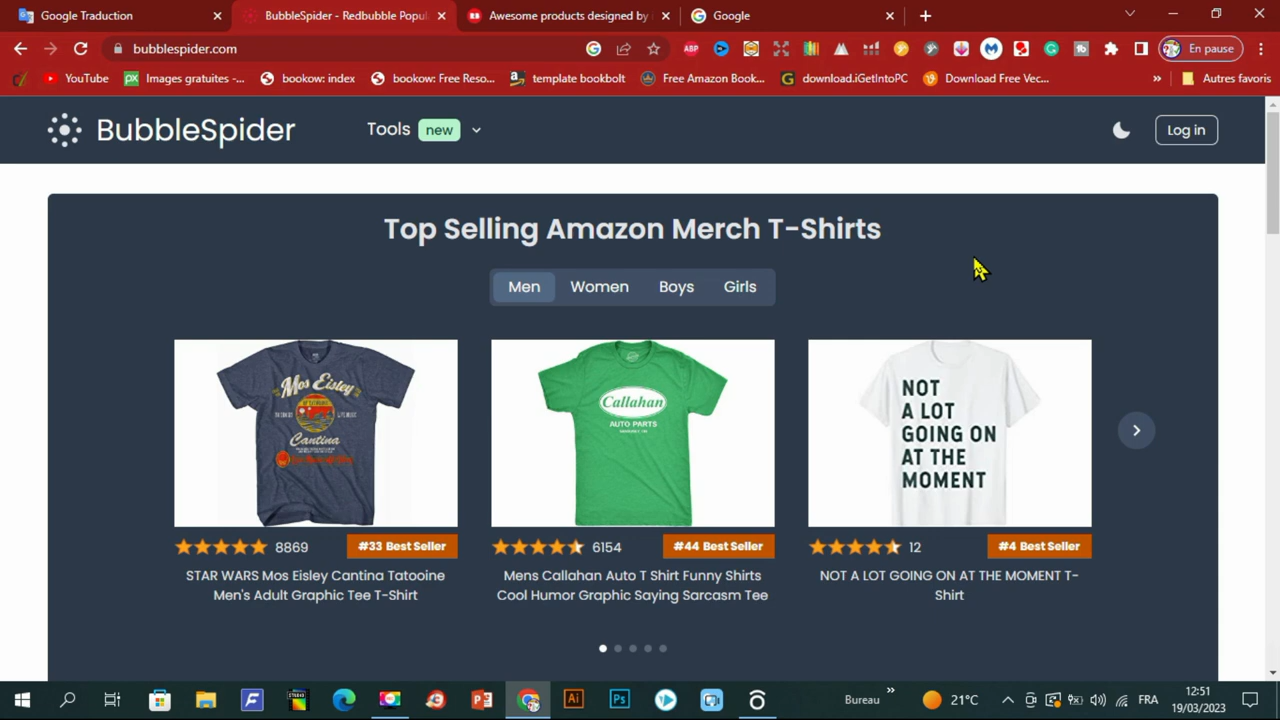 Google Traduction
BubbleSpider - Redbubble Popul
Awesome products designed by
Google
bubblespider.com
ABP
En pause
YouTube
px Images gratuites -...
bookow: index
bookow: Free Reso...
template bookbolt
Free Amazon Book...
download.iGetIntoPC
Download Free Vec...
»
Autres favoris
BubbleSpider
Tools new
Log in
Top Selling Amazon Merch T-Shirts
Men Women Boys Girls
Mos Eisley
Cantina
Callahan
AUTO PARTS
NOT
A LOT
GOING ON
AT THE
MOMENT
8869 #33 Best Seller
6154 #44 Best Seller
12 #4 Best Seller
STAR WARS Mos Eisley Cantina Tatooine
Men's Adult Graphic Tee T-Shirt
Mens Callahan Auto T Shirt Funny Shirts
Cool Humor Graphic Saying Sarcasm Tee
NOT A LOT GOING ON AT THE MOMENT T-
Shirt
Ai
Ps
Bureau
»
21°C
FRA
12:51
19/03/2023